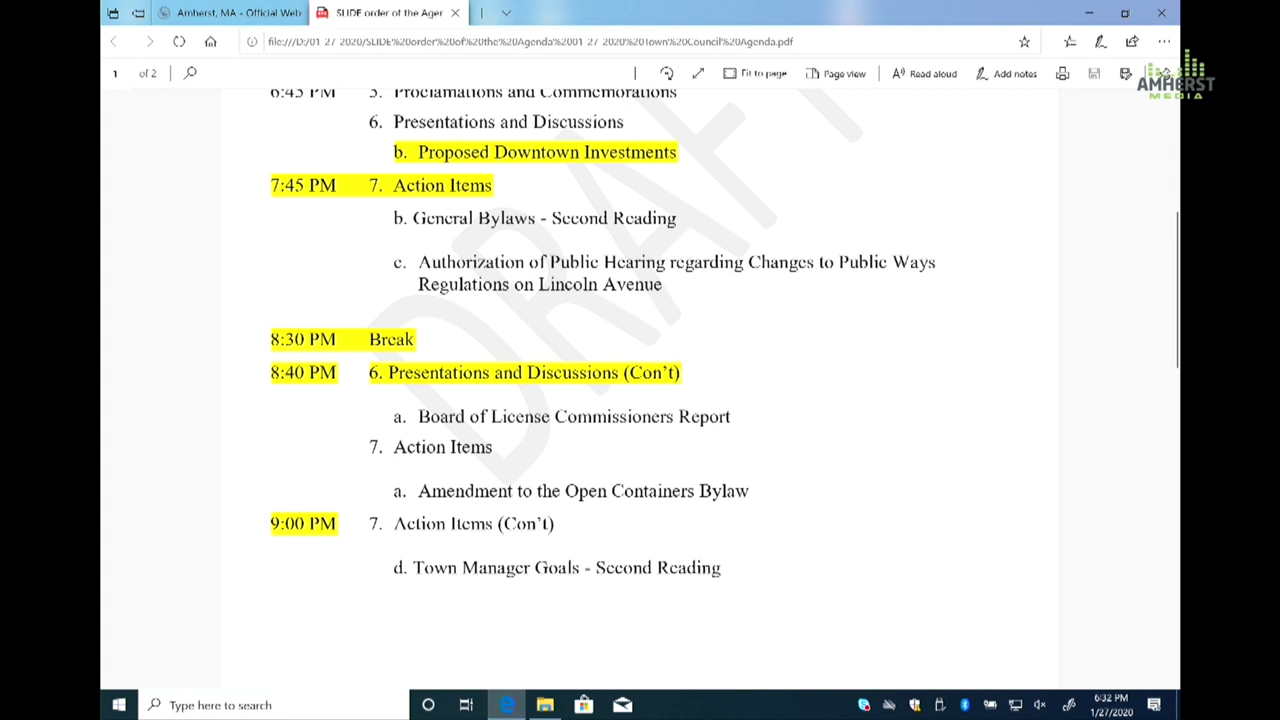 Amherst, MA - Official Web
SLIDE order of the Ager
file:///D:/01 27 2020/SLIDE%20order%20of%20the%20Agenda%2001 27 2020%20Town%20Council%20Agenda.pdf
1 of 2
Fit to page
Page view
Read aloud
Add notes
AMHERST
MEDIA
6:45 PM 5. Proclamations and Commemorations
6. Presentations and Discussions
b. Proposed Downtown Investments
7:45 PM 7. Action Items
b. General Bylaws - Second Reading
c. Authorization of Public Hearing regarding Changes to Public Ways
Regulations on Lincoln Avenue
8:30 PM Break
8:40 PM 6. Presentations and Discussions (Con't)
a. Board of License Commissioners Report
7. Action Items
a. Amendment to the Open Containers Bylaw
9:00 PM 7. Action Items (Con't)
d. Town Manager Goals - Second Reading
DRAFT
Type here to search
6:32 PM
1/27/2020